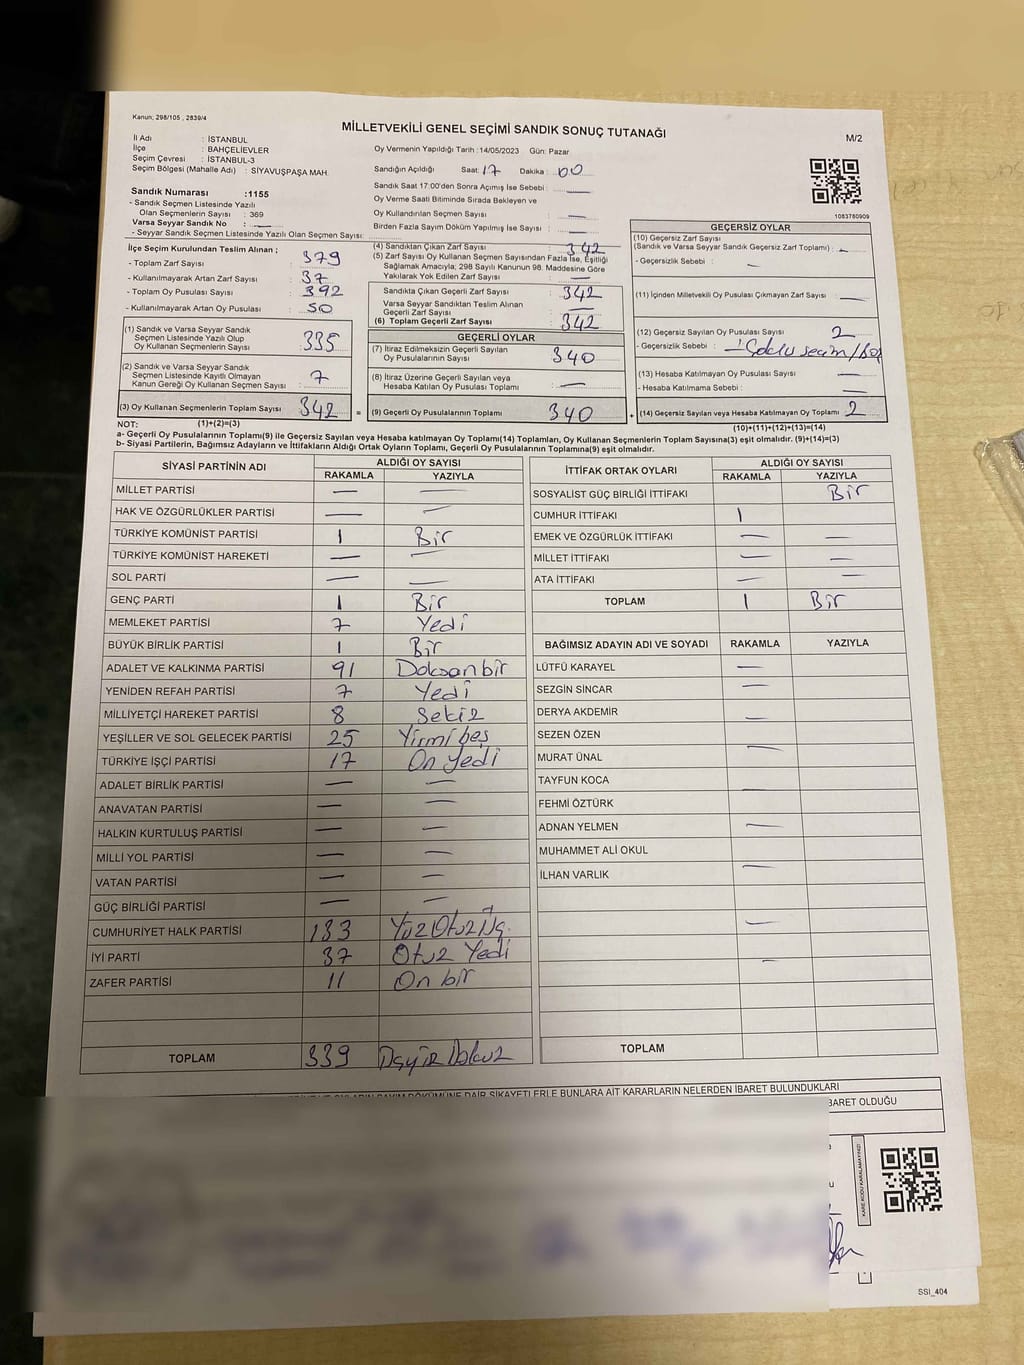 Kanun; 298/105 , 2839/4
MİLLETVEKİLİ GENEL SEÇİMİ SANDIK SONUÇ TUTANAĞI
M/2
İl Adı : İSTANBUL
İlçe : BAHÇELİEVLER
Seçim Çevresi : İSTANBUL-3
Seçim Bölgesi (Mahalle Adı) : SİYAVUŞPAŞA MAH.
Sandık Numarası :1155
- Sandık Seçmen Listesinde Yazılı
Olan Seçmenlerin Sayısı : 369
Varsa Seyyar Sandık No : —
- Seyyar Sandık Seçmen Listesinde Yazılı Olan Seçmen Sayısı:
Oy Vermenin Yapıldığı Tarih : 14/05/2023 Gün: Pazar
Sandığın Açıldığı Saat: 17 Dakika : 00
Sandık Saat 17:00'den Sonra Açımış İse Sebebi : —
Oy Verme Saati Bitiminde Sırada Bekleyen ve
Oy Kullandırılan Seçmen Sayısı : —
Birden Fazla Sayım Döküm Yapılmış İse Sayısı : —
1083780909
İlçe Seçim Kurulundan Teslim Alınan ;
- Toplam Zarf Sayısı : 379
- Kullanılmayarak Artan Zarf Sayısı : 37
- Toplam Oy Pusulası Sayısı : 392
- Kullanılmayarak Artan Oy Pusulası : 50
(1) Sandık ve Varsa Seyyar Sandık
Seçmen Listesinde Yazılı Olup
Oy Kullanan Seçmenlerin Sayısı : 335
(2) Sandık ve Varsa Seyyar Sandık
Seçmen Listesinde Kayıtlı Olmayan
Kanun Gereği Oy Kullanan Seçmen Sayısı : 7
(3) Oy Kullanan Seçmenlerin Toplam Sayısı 342 =
(4) Sandıktan Çıkan Zarf Sayısı : 342
(5) Zarf Sayısı Oy Kullanan Seçmen Sayısından Fazla İse, Eşitliği
Sağlamak Amacıyla; 298 Sayılı Kanunun 98. Maddesine Göre
Yakılarak Yok Edilen Zarf Sayısı : —
Sandıkta Çıkan Geçerli Zarf Sayısı : 342
Varsa Seyyar Sandıktan Teslim Alınan
Geçerli Zarf Sayısı :
(6) Toplam Geçerli Zarf Sayısı : 342
GEÇERLİ OYLAR
(7) İtiraz Edilmeksizin Geçerli Sayılan
Oy Pusulasının Sayısı : 340
(8) İtiraz Üzerine Geçerli Sayılan veya
Hesaba Katılan Oy Pusulası Toplamı : —
(9) Geçerli Oy Pusulalarının Toplamı : 340 +
GEÇERSİZ OYLAR
(10) Geçersiz Zarf Sayısı
(Sandık ve Varsa Seyyar Sandık Geçersiz Zarf Toplamı) : —
- Geçersizlik Sebebi : —
(11) İçinden Milletvekili Oy Pusulası Çıkmayan Zarf Sayısı : —
(12) Geçersiz Sayılan Oy Pusulası Sayısı : 2
- Geçersizlik Sebebi : Çoklu seçim/Boş
(13) Hesaba Katılmayan Oy Pusulası Sayısı : —
- Hesaba Katılmama Sebebi : —
(14) Geçersiz Sayılan veya Hesaba Katılmayan Oy Toplamı : 2
NOT: (1)+(2)=(3)
(10)+(11)+(12)+(13)=(14)
a- Geçerli Oy Pusulalarının Toplamı(9) ile Geçersiz Sayılan veya Hesaba katılmayan Oy Toplamı(14) Toplamları, Oy Kullanan Seçmenlerin Toplam Sayısına(3) eşit olmalıdır. (9)+(14)=(3)
b- Siyasi Partilerin, Bağımsız Adayların ve İttifakların Aldığı Oyların Toplamı, Geçerli Oy Pusulalarının Toplamına(9) eşit olmalıdır.
SİYASİ PARTİNİN ADI ALDIĞI OY SAYISI
RAKAMLA YAZIYLA
MİLLET PARTİSİ — —
HAK VE ÖZGÜRLÜKLER PARTİSİ — —
TÜRKİYE KOMÜNİST PARTİSİ 1 Bir
TÜRKİYE KOMÜNİST HAREKETİ — —
SOL PARTİ — —
GENÇ PARTİ 1 Bir
MEMLEKET PARTİSİ 7 Yedi
BÜYÜK BİRLİK PARTİSİ 1 Bir
ADALET VE KALKINMA PARTİSİ 91 Doksan bir
YENİDEN REFAH PARTİSİ 7 Yedi
MİLLİYETÇİ HAREKET PARTİSİ 8 Sekiz
YEŞİLLER VE SOL GELECEK PARTİSİ 25 Yirmi beş
TÜRKİYE İŞÇİ PARTİSİ 17 On Yedi
ADALET BİRLİK PARTİSİ — —
ANAVATAN PARTİSİ — —
HALKIN KURTULUŞ PARTİSİ — —
MİLLİ YOL PARTİSİ — —
VATAN PARTİSİ — —
GÜÇ BİRLİĞİ PARTİSİ — —
CUMHURİYET HALK PARTİSİ 133 Yüz Otuz Üç
İYİ PARTİ 37 Otuz Yedi
ZAFER PARTİSİ 11 On bir
TOPLAM 339
İTTİFAK ORTAK OYLARI ALDIĞI OY SAYISI
RAKAMLA YAZIYLA
SOSYALİST GÜÇ BİRLİĞİ İTTİFAKI Bir
CUMHUR İTTİFAKI 1
EMEK VE ÖZGÜRLÜK İTTİFAKI — —
MİLLET İTTİFAKI — —
ATA İTTİFAKI — —
TOPLAM 1 Bir
BAĞIMSIZ ADAYIN ADI VE SOYADI RAKAMLA YAZIYLA
LÜTFÜ KARAYEL —
SEZGİN SİNCAR —
DERYA AKDEMİR —
SEZEN ÖZEN
MURAT ÜNAL —
TAYFUN KOCA
FEHMİ ÖZTÜRK —
ADNAN YELMEN —
MUHAMMET ALİ OKUL
İLHAN VARLIK —
TOPLAM
DÖKÜMÜNE DAİR ŞİKAYETLERLE BUNLARA AİT KARARLARIN NELERDEN İBARET BULUNDUKLARI
BARET OLDUĞU
KARE KODU KARALAMAYINIZ!
SSI_404